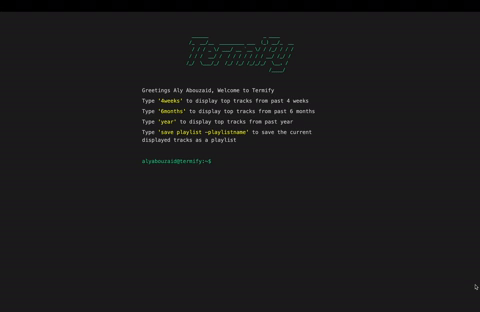 Termify
Greetings Aly Abouzaid, Welcome to Termify
Type '4weeks' to display top tracks from past 4 weeks
Type '6months' to display top tracks from past 6 months
Type 'year' to display top tracks from past year
Type 'save playlist ~playlistname' to save the current
displayed tracks as a playlist
alyabouzaid@termify:~$